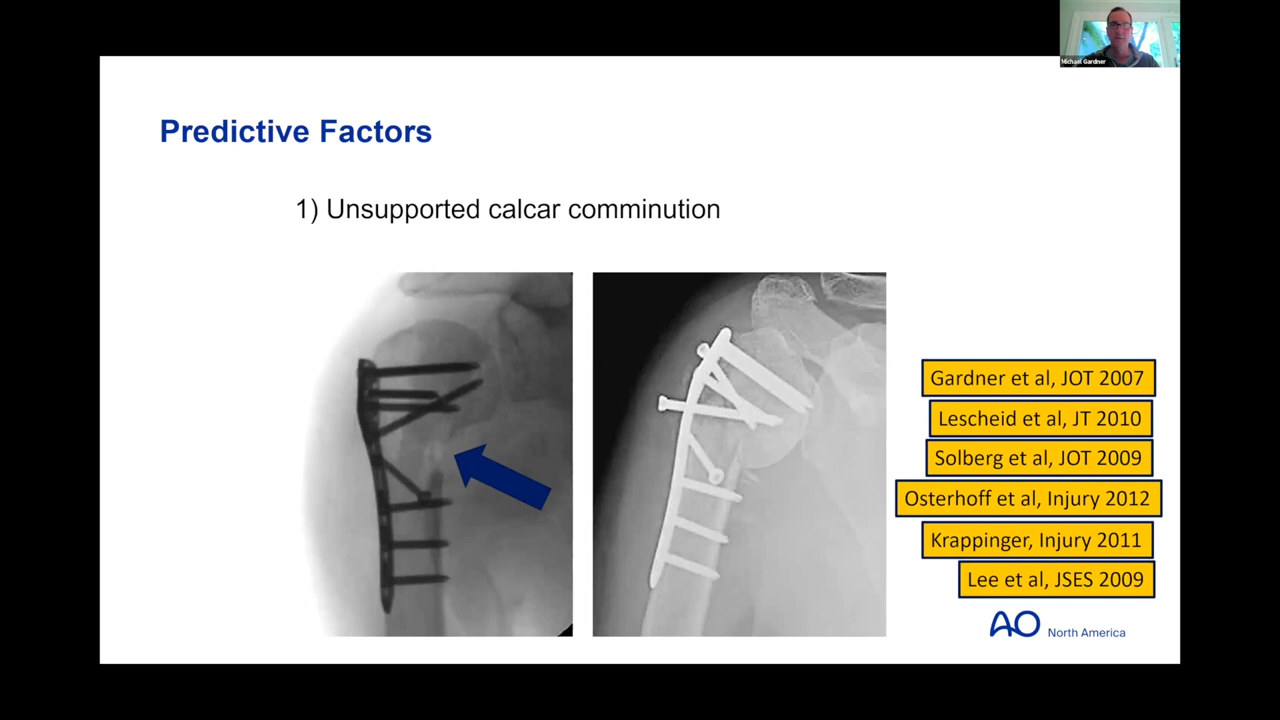 Michael Gardner
Predictive Factors
1) Unsupported calcar comminution
Gardner et al, JOT 2007
Lescheid et al, JT 2010
Solberg et al, JOT 2009
Osterhoff et al, Injury 2012
Krappinger, Injury 2011
Lee et al, JSES 2009
AO North America